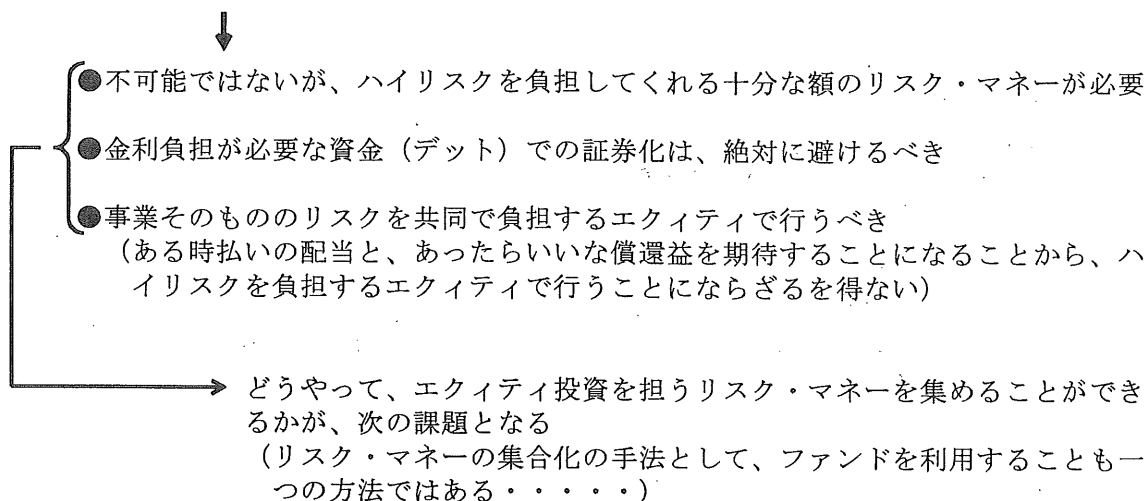 ●不可能ではないが、ハイリスクを負担してくれる十分な額のリスク・マネーが必要
●金利負担が必要な資金（デット）での証券化は、絶対に避けるべき
●事業そのもののリスクを共同で負担するエクィティで行うべき
（ある時払いの配当と、あったらいいな償還益を期待することになることから、ハ
イリスクを負担するエクィティで行うことにならざるを得ない）
どうやって、エクィティ投資を担うリスク・マネーを集めることができ
るかが、次の課題となる
（リスク・マネーの集合化の手法として、ファンドを利用することも一
つの方法ではある・・・・・）